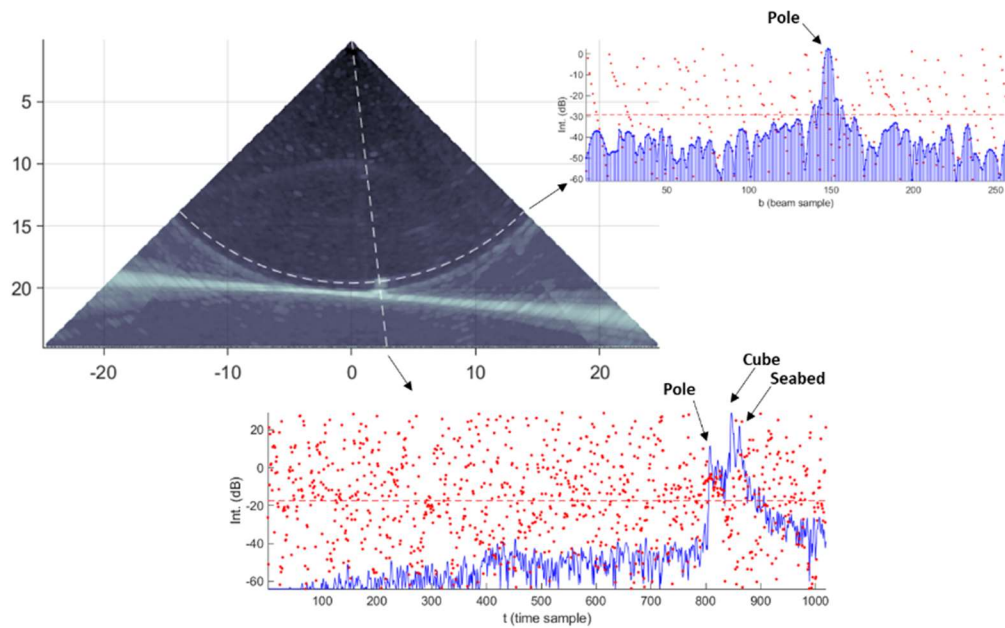 Pole
0
-10
-20
-30
-40
-50
-60
Int. (dB)
50 100 150 200 250
b (beam sample)
5
10
15
20
-20 -10 0 10 20
Cube
Pole Seabed
20
0
-20
-40
-60
Int. (dB)
100 200 300 400 500 600 700 800 900 1000
t (time sample)